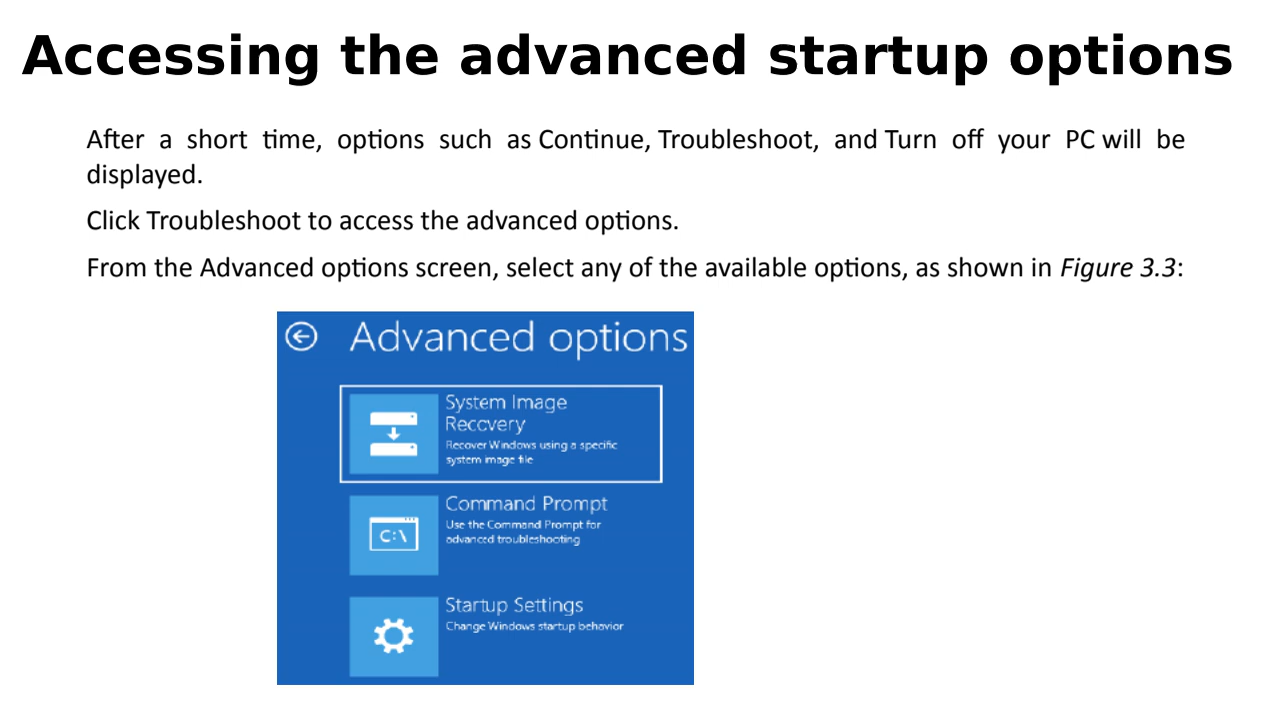 Accessing the advanced startup options
After a short time, options such as Continue, Troubleshoot, and Turn off your PC will be
displayed.
Click Troubleshoot to access the advanced options.
From the Advanced options screen, select any of the available options, as shown in Figure 3.3:
Advanced options
System Image
Recovery
Recover Windows using a specific
system image file
Command Prompt
Use the Command Prompt for
advanced troubleshooting
C:\
Startup Settings
Change Windows startup behavior